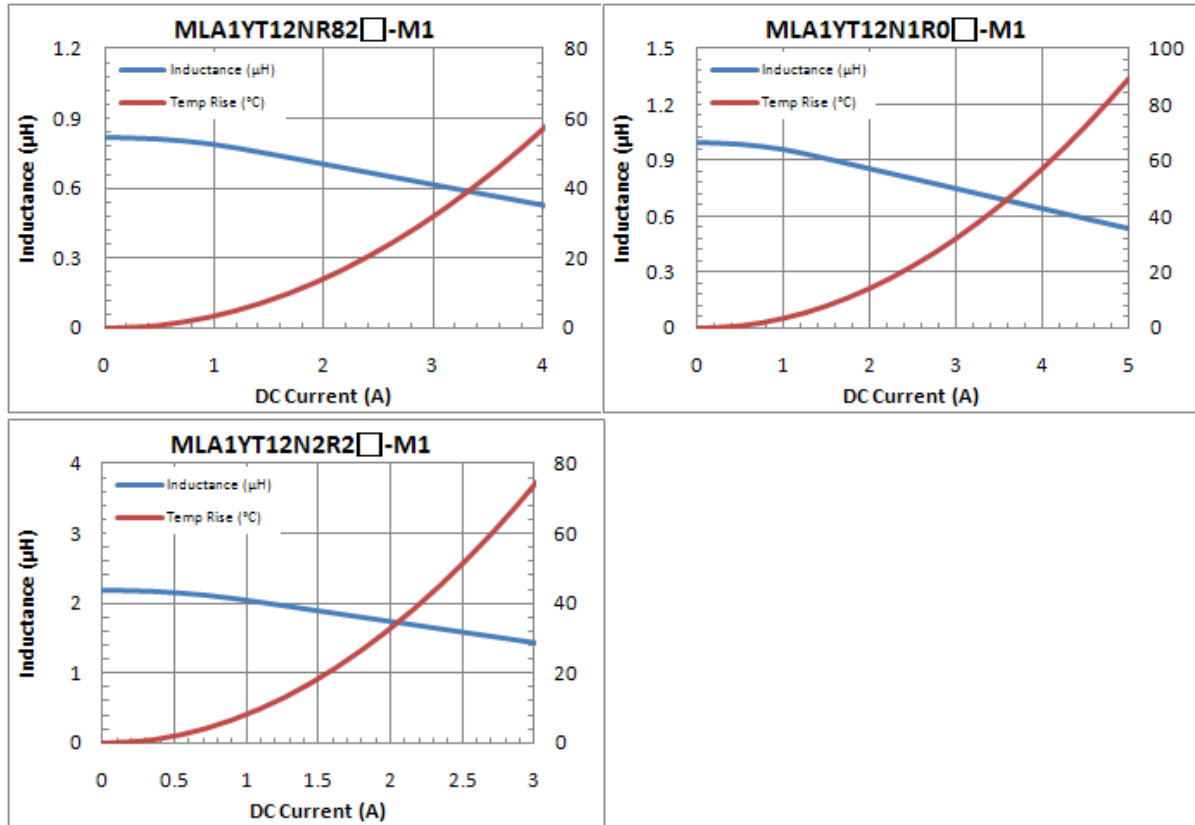 MLA1YT12NR82□-M1
1.2
0.9
0.6
0.3
0
80
60
40
20
0
Inductance (μH)
Temp Rise (°C)
Inductance (μH)
0 1 2 3 4
DC Current (A)
MLA1YT12N1R0□-M1
1.5
1.2
0.9
0.6
0.3
0
100
80
60
40
20
0
Inductance (μH)
Temp Rise (°C)
Inductance (μH)
0 1 2 3 4 5
DC Current (A)
MLA1YT12N2R2□-M1
4
3
2
1
0
80
60
40
20
0
Inductance (μH)
Temp Rise (°C)
Inductance (μH)
0 0.5 1 1.5 2 2.5 3
DC Current (A)